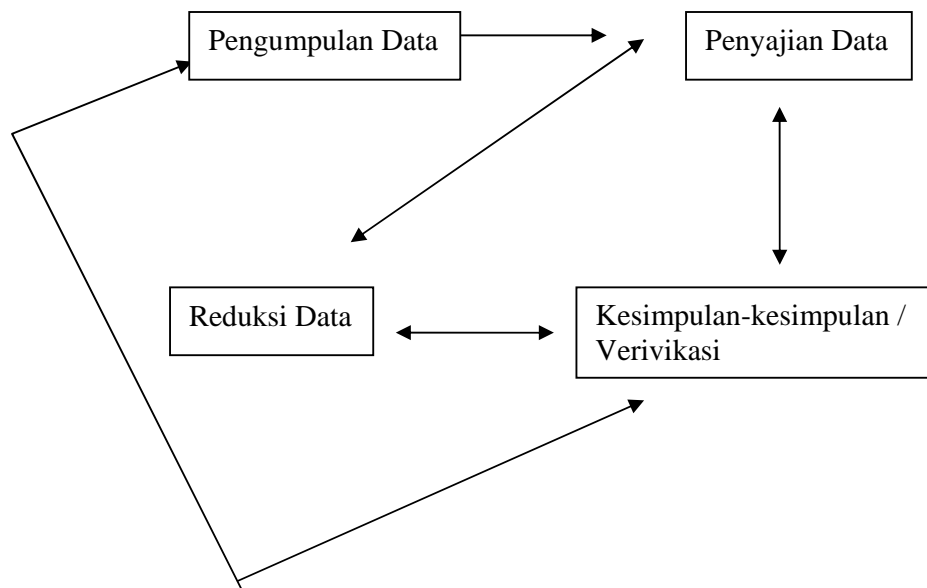 Pengumpulan Data
Penyajian Data
Reduksi Data
Kesimpulan-kesimpulan /
Verivikasi